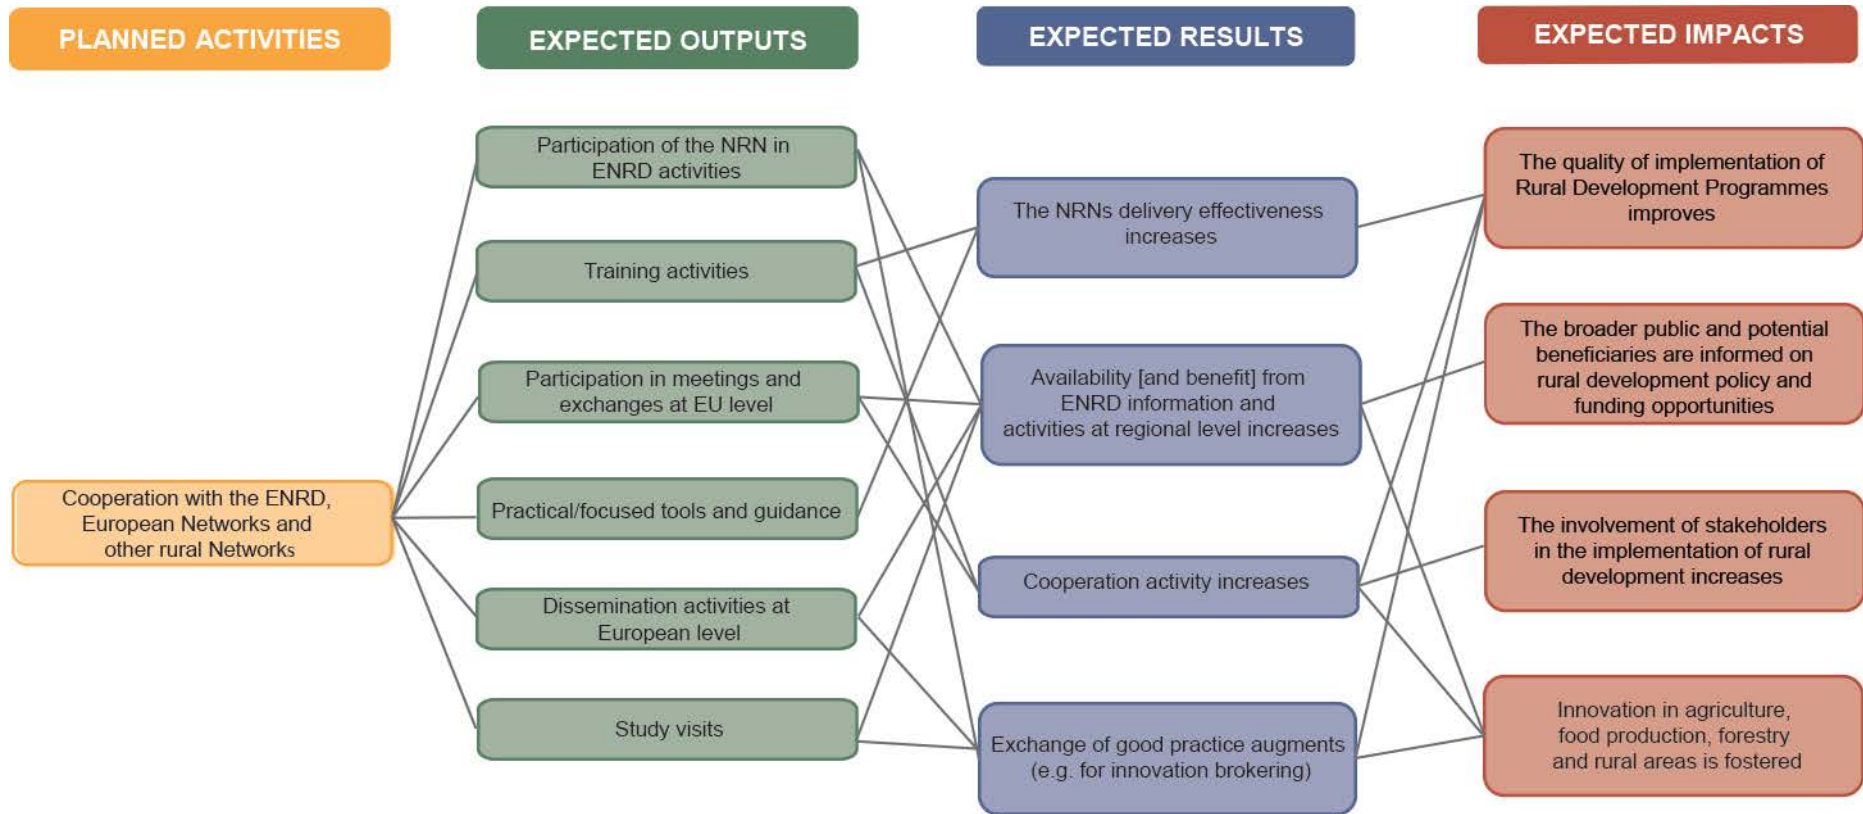 PLANNED ACTIVITIES
EXPECTED OUTPUTS
EXPECTED RESULTS
EXPECTED IMPACTS
Cooperation with the ENRD,
European Networks and
other rural Networks
Participation of the NRN in
ENRD activities
Training activities
Participation in meetings and
exchanges at EU level
Practical/focused tools and guidance
Dissemination activities at
European level
Study visits
The NRNs delivery effectiveness
increases
Availability [and benefit] from
ENRD information and
activities at regional level increases
Cooperation activity increases
Exchange of good practice augments
(e.g. for innovation brokering)
The quality of implementation of
Rural Development Programmes
improves
The broader public and potential
beneficiaries are informed on
rural development policy and
funding opportunities
The involvement of stakeholders
in the implementation of rural
development increases
Innovation in agriculture,
food production, forestry
and rural areas is fostered